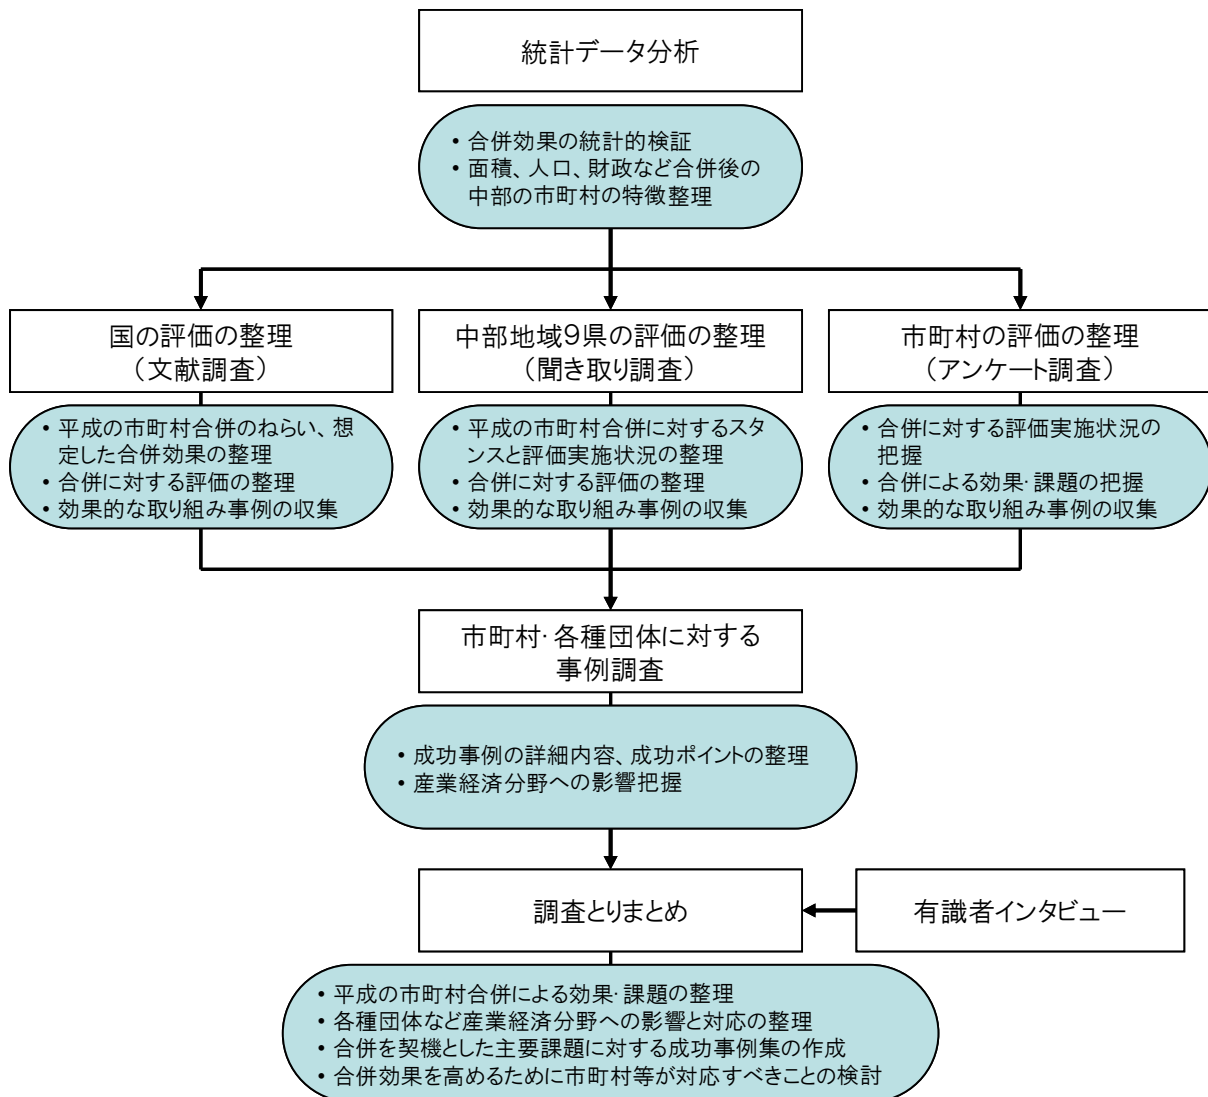 統計データ分析
• 合併効果の統計的検証
• 面積、人口、財政など合併後の
中部の市町村の特徴整理
国の評価の整理
（文献調査）
• 平成の市町村合併のねらい、想
定した合併効果の整理
• 合併に対する評価の整理
• 効果的な取り組み事例の収集
中部地域９県の評価の整理
（聞き取り調査）
• 平成の市町村合併に対するスタ
ンスと評価実施状況の整理
• 合併に対する評価の整理
• 効果的な取り組み事例の収集
市町村の評価の整理
（アンケート調査）
• 合併に対する評価実施状況の
把握
• 合併による効果・課題の把握
• 効果的な取り組み事例の収集
市町村・各種団体に対する
事例調査
• 成功事例の詳細内容、成功ポイントの整理
• 産業経済分野への影響把握
調査とりまとめ
有識者インタビュー
• 平成の市町村合併による効果・課題の整理
• 各種団体など産業経済分野への影響と対応の整理
• 合併を契機とした主要課題に対する成功事例集の作成
• 合併効果を高めるために市町村等が対応すべきことの検討